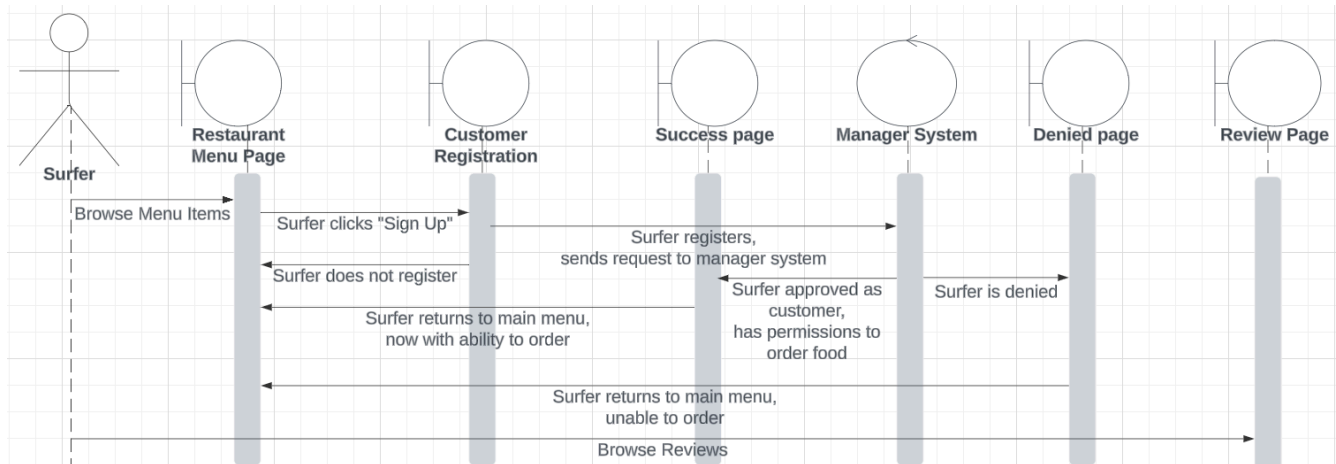 Restaurant
Menu Page
Customer
Registration
Success page
Manager System
Denied page
Review Page
Surfer
Browse Menu Items
Surfer clicks "Sign Up"
Surfer registers,
sends request to manager system
Surfer does not register
Surfer approved as
customer,
has permissions to
order food
Surfer is denied
Surfer returns to main menu,
now with ability to order
Surfer returns to main menu,
unable to order
Browse Reviews